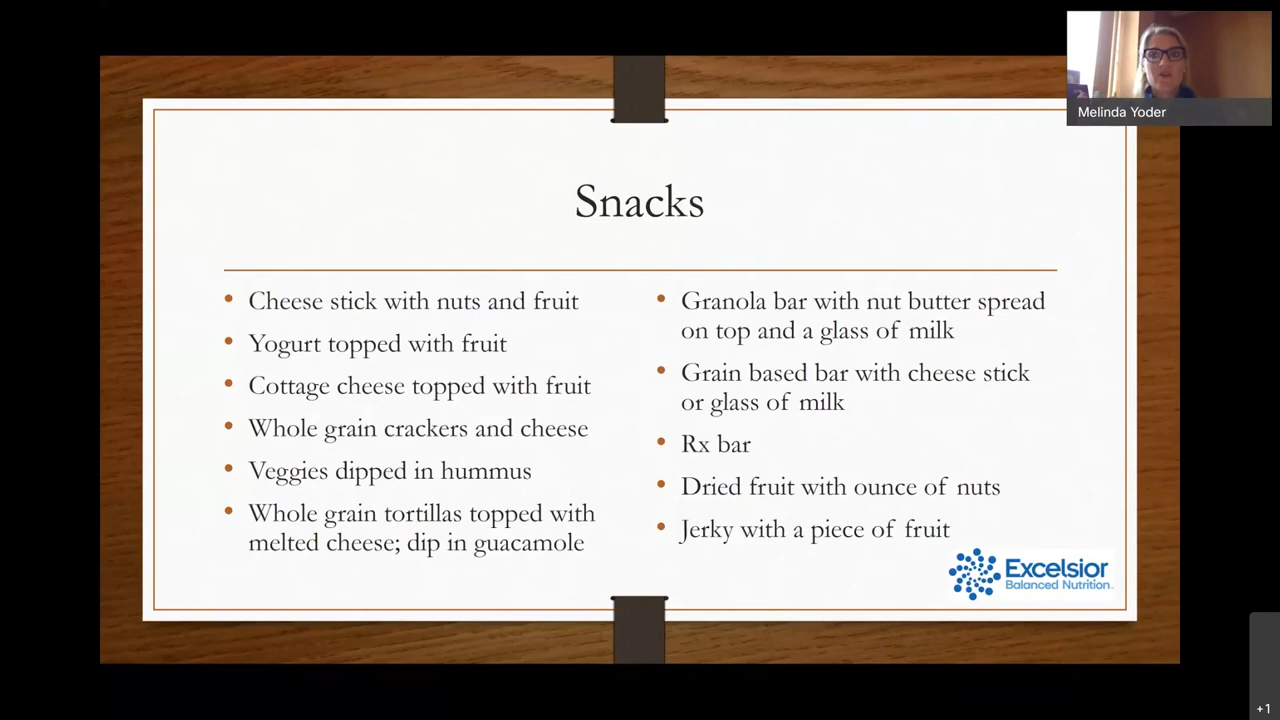 Melinda Yoder
Snacks
• Cheese stick with nuts and fruit
• Yogurt topped with fruit
• Cottage cheese topped with fruit
• Whole grain crackers and cheese
• Veggies dipped in hummus
• Whole grain tortillas topped with
melted cheese; dip in guacamole
• Granola bar with nut butter spread
on top and a glass of milk
• Grain based bar with cheese stick
or glass of milk
• Rx bar
• Dried fruit with ounce of nuts
• Jerky with a piece of fruit
Excelsior
Balanced Nutrition
+1